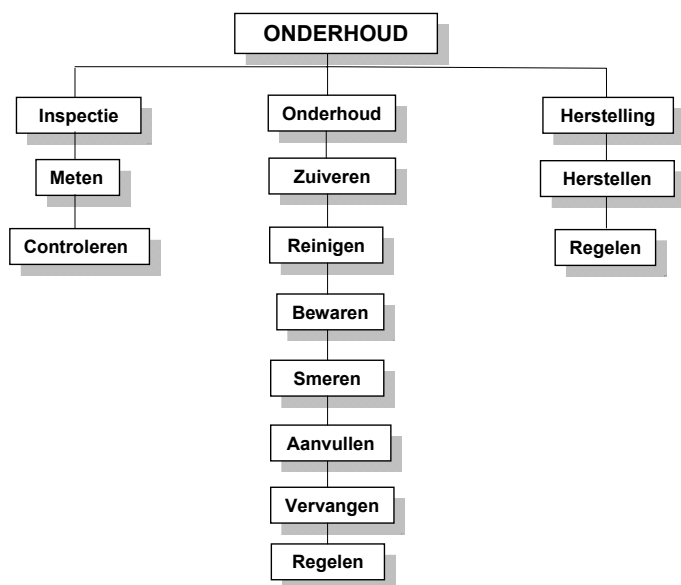 ONDERHOUD
Inspectie
Meten
Controleren
Onderhoud
Zuiveren
Reinigen
Bewaren
Smeren
Aanvullen
Vervangen
Regelen
Herstelling
Herstellen
Regelen